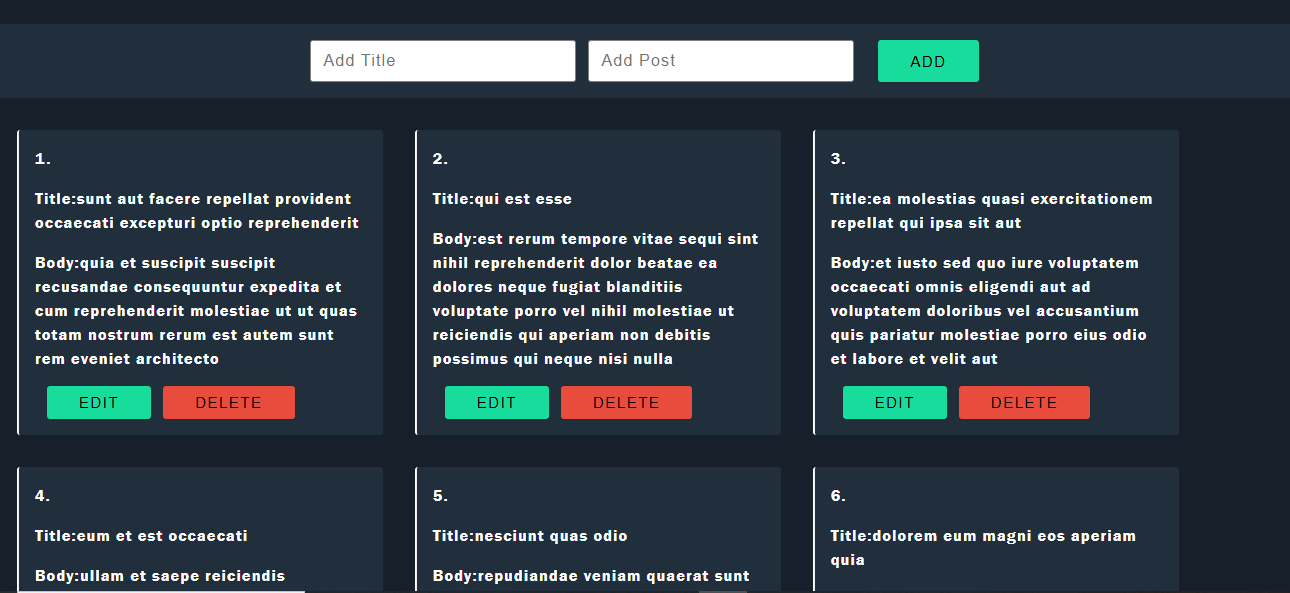 Add Title
Add Post
ADD
1.
Title:sunt aut facere repellat provident
occaecati excepturi optio reprehenderit
Body:quia et suscipit suscipit
recusandae consequuntur expedita et
cum reprehenderit molestiae ut ut quas
totam nostrum rerum est autem sunt
rem eveniet architecto
EDIT
DELETE
2.
Title:qui est esse
Body:est rerum tempore vitae sequi sint
nihil reprehenderit dolor beatae ea
dolores neque fugiat blanditiis
voluptate porro vel nihil molestiae ut
reiciendis qui aperiam non debitis
possimus qui neque nisi nulla
EDIT
DELETE
3.
Title:ea molestias quasi exercitationem
repellat qui ipsa sit aut
Body:et iusto sed quo iure voluptatem
occaecati omnis eligendi aut ad
voluptatem doloribus vel accusantium
quis pariatur molestiae porro eius odio
et labore et velit aut
EDIT
DELETE
4.
Title:eum et est occaecati
Body:ullam et saepe reiciendis
5.
Title:nesciunt quas odio
Body:repudiandae veniam quaerat sunt
6.
Title:dolorem eum magni eos aperiam
quia